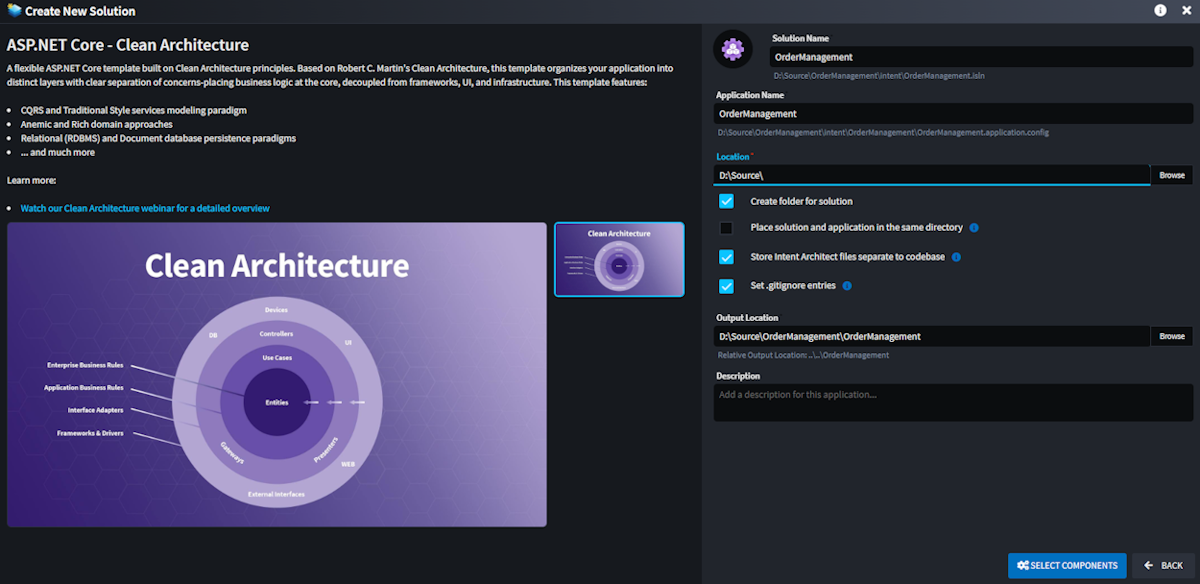 Create New Solution
ASP.NET Core - Clean Architecture
A flexible ASP.NET Core template built on Clean Architecture principles. Based on Robert C. Martin's Clean Architecture, this template organizes your application into
distinct layers with clear separation of concerns-placing business logic at the core, decoupled from frameworks, UI, and infrastructure. This template features:
• CQRS and Traditional Style services modeling paradigm
• Anemic and Rich domain approaches
• Relational (RDBMS) and Document database persistence paradigms
• ... and much more
Learn more:
• Watch our Clean Architecture webinar for a detailed overview
Clean Architecture
Devices
DB
Controllers
UI
Use Cases
Enterprise Business Rules
Application Business Rules
Entities
Interface Adapters
Frameworks & Drivers
Gateways
Presenters
WEB
External Interfaces
Clean Architecture
Solution Name
OrderManagement
D:\Source\OrderManagement\intent\OrderManagement.isln
Application Name
OrderManagement
D:\Source\OrderManagement\intent\OrderManagement\OrderManagement.application.config
Location *
D:\Source\
Browse
Create folder for solution
Place solution and application in the same directory
Store Intent Architect files separate to codebase
Set .gitignore entries
Output Location
D:\Source\OrderManagement\OrderManagement
Browse
Relative Output Location: ..\..\OrderManagement
Description
Add a description for this application...
SELECT COMPONENTS
BACK